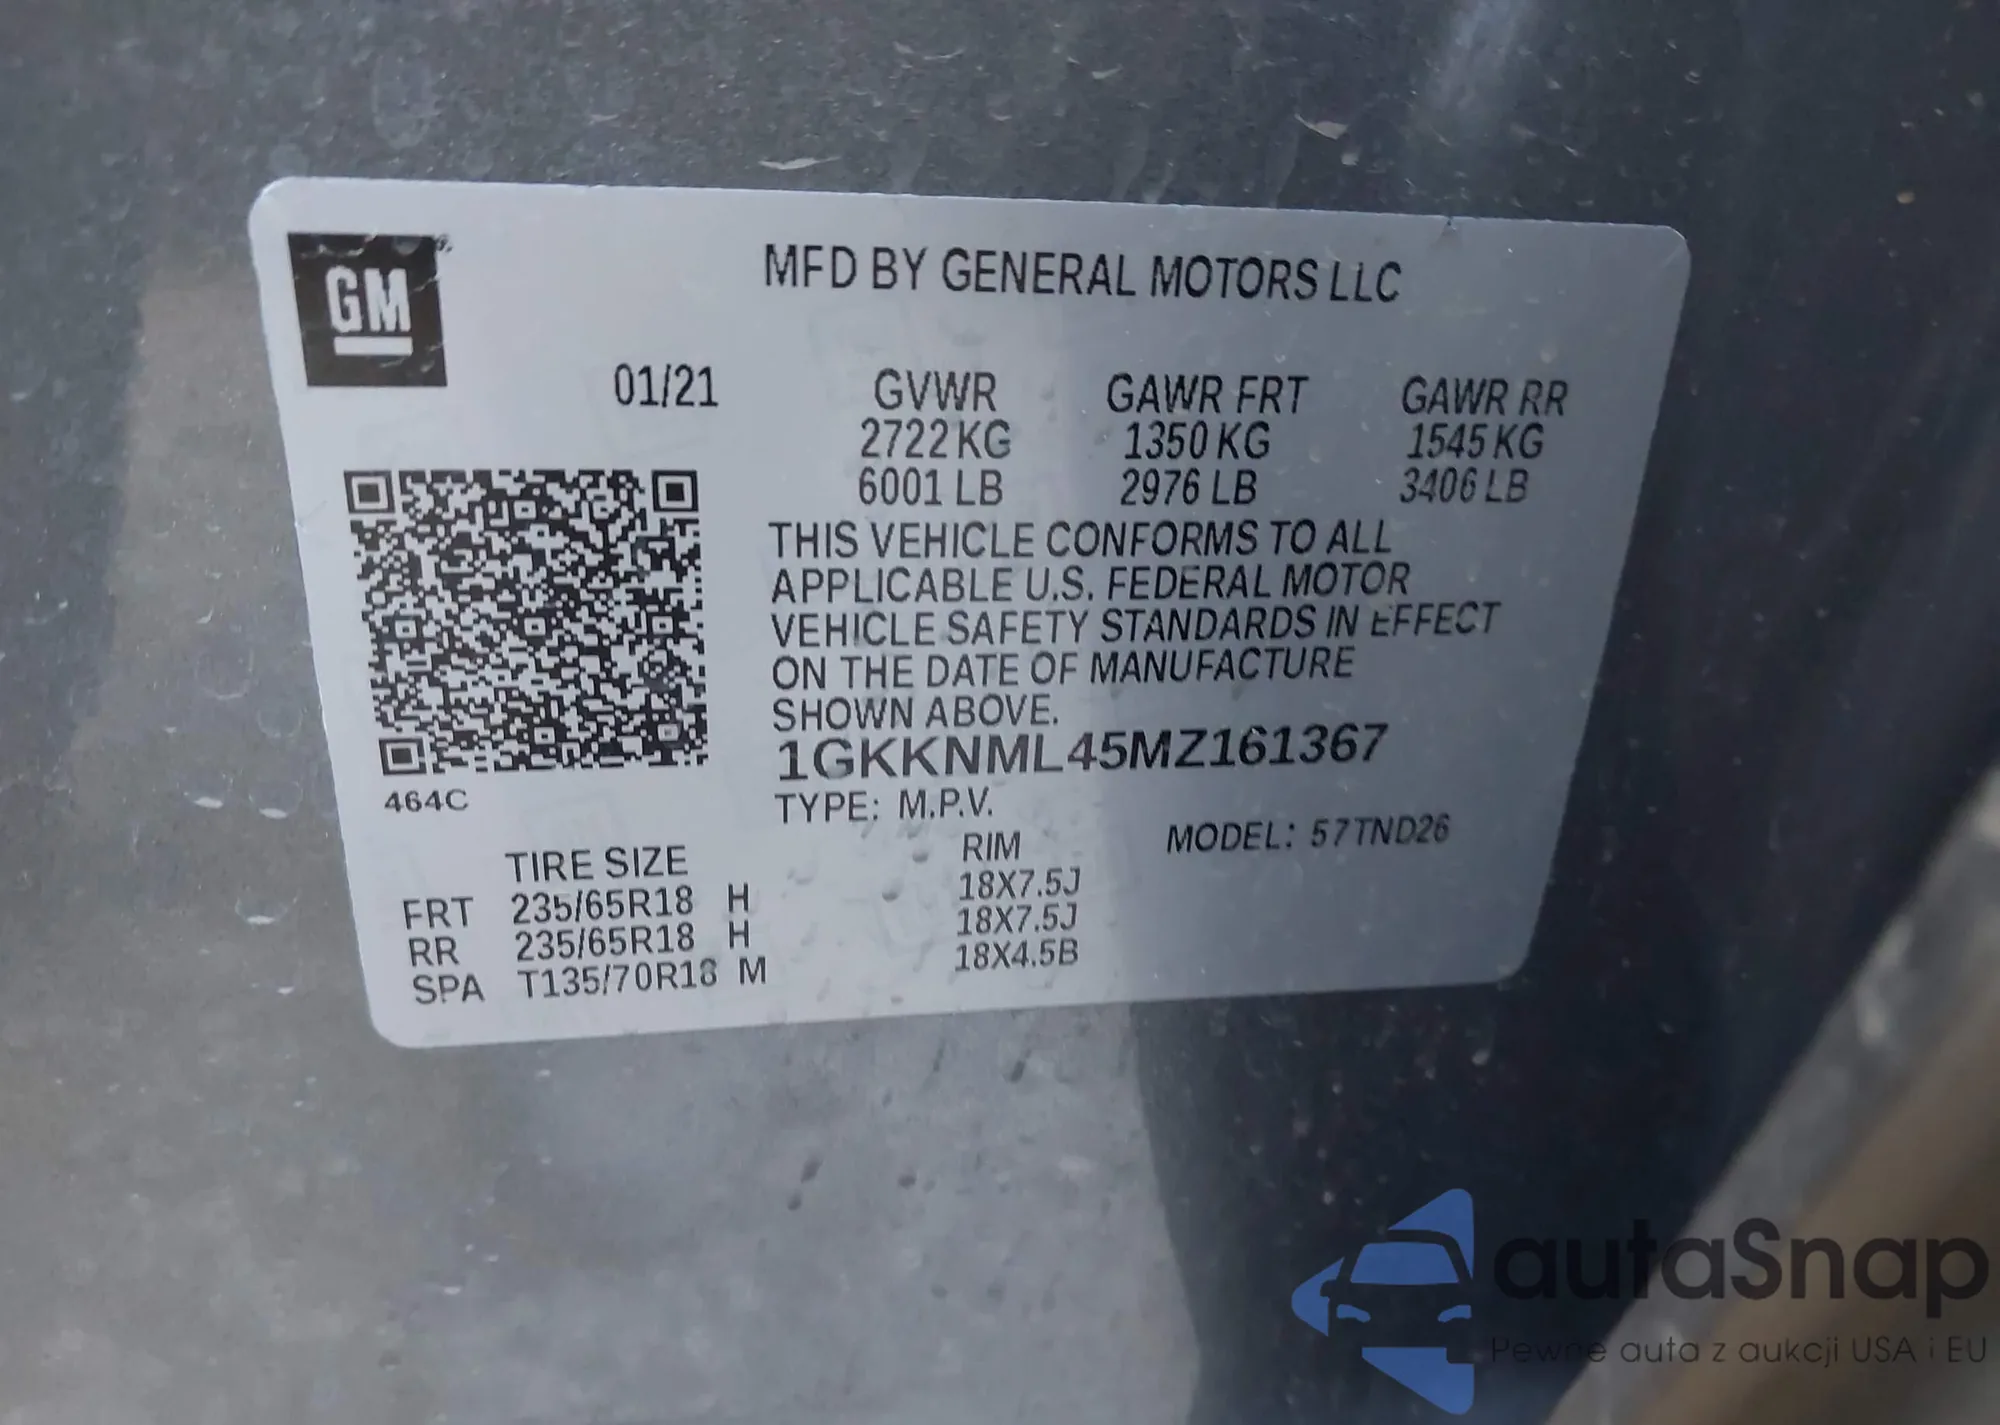 GM
MFD BY GENERAL MOTORS LLC
01/21 GVWR GAWR FRT GAWR RR
2722 KG 1350 KG 1545 KG
6001 LB 2976 LB 3406 LB
THIS VEHICLE CONFORMS TO ALL
APPLICABLE U.S. FEDERAL MOTOR
VEHICLE SAFETY STANDARDS IN EFFECT
ON THE DATE OF MANUFACTURE
SHOWN ABOVE.
1GKKNML45MZ161367
464C
TYPE: M.P.V. MODEL: 57TND26
TIRE SIZE RIM
FRT 235/65R18 H 18X7.5J
RR 235/65R18 H 18X7.5J
SPA T135/70R18 M 18X4.5B
autaSnap
Pewne auta z aukcji USA i EU